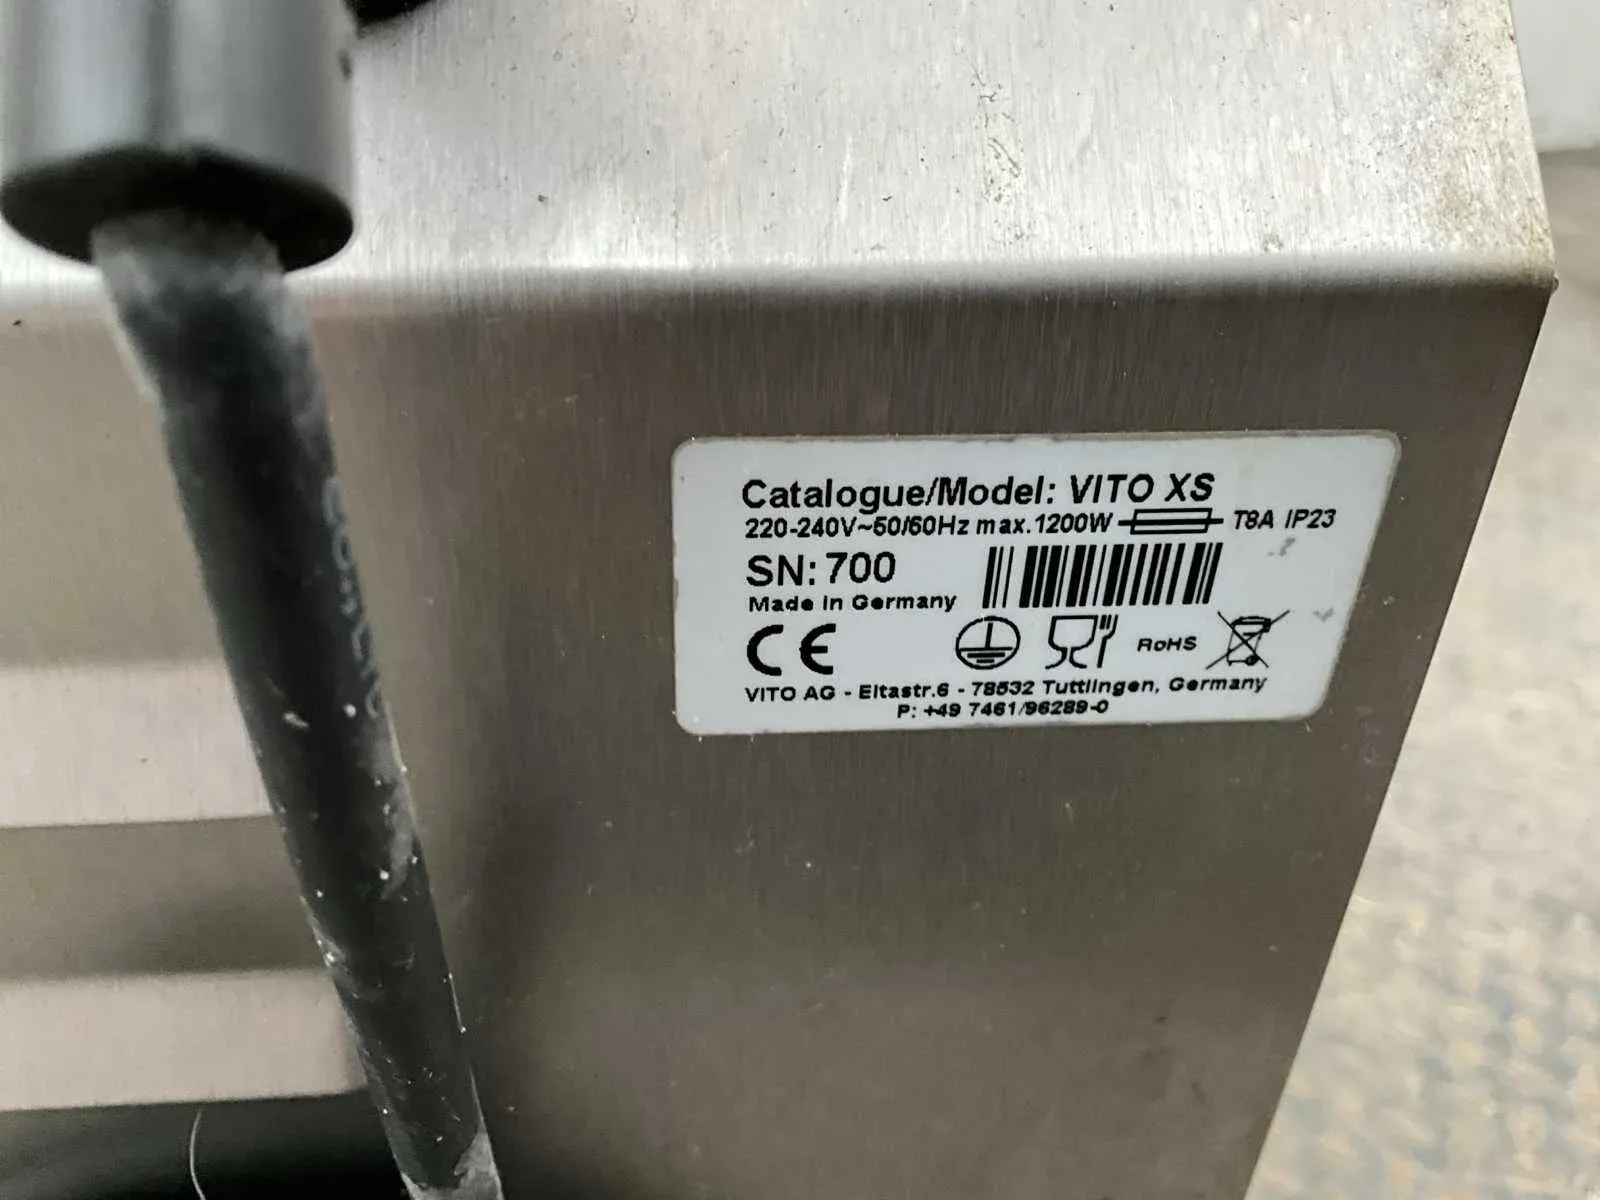 Catalogue/Model: VITO XS
220-240V~50/60Hz max.1200W T8A IP23
SN: 700
Made in Germany
CE
RoHS
VITO AG - Eltastr.6 - 78532 Tuttlingen, Germany
P: +49 7461/96289-0